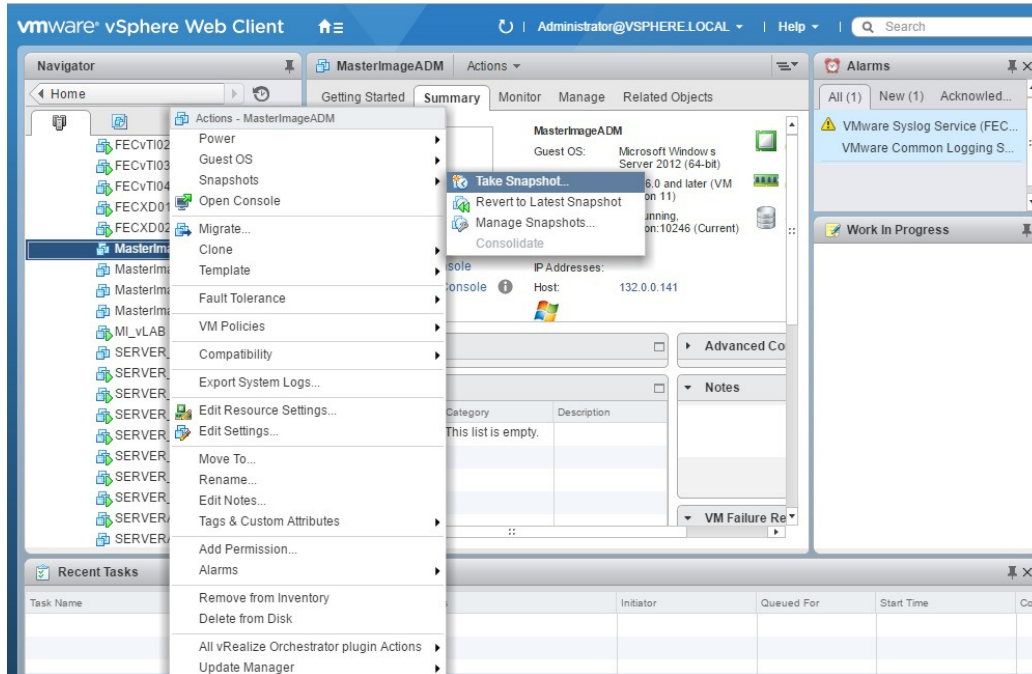 vmware® vSphere Web Client
Administrator@VSPHERE.LOCAL
Help
Search
Navigator
Home
FECvTI02
FECvTI03
FECvTI04
FECXD01
FECXD02
MasterIma
MasterIma
MasterIma
MasterIma
MI_vLAB
SERVER_
SERVER_
SERVER_
SERVER_
SERVER_
SERVER_
SERVER_
SERVER_
SERVER/
SERVER/
Actions - MasterImageADM
Power
Guest OS
Snapshots
Open Console
Migrate...
Clone
Template
Fault Tolerance
VM Policies
Compatibility
Export System Logs...
Edit Resource Settings...
Edit Settings...
Move To...
Rename...
Edit Notes...
Tags & Custom Attributes
Add Permission...
Alarms
Remove from Inventory
Delete from Disk
All vRealize Orchestrator plugin Actions
Update Manager
Take Snapshot...
Revert to Latest Snapshot
Manage Snapshots...
Consolidate
MasterImageADM
Actions
Getting Started Summary Monitor Manage Related Objects
MasterImageADM
Guest OS: Microsoft Windows
Server 2012 (64-bit)
6.0 and later (VM
on 11)
unning,
on:10246 (Current)
sole
IP Addresses:
Console
Host: 132.0.0.141
Advanced Co
Notes
Category Description
This list is empty.
VM Failure Re
Alarms
All (1) New (1) Acknowled...
VMware Syslog Service (FEC...
VMware Common Logging S...
Work In Progress
Recent Tasks
Task Name Initiator Queued For Start Time Co